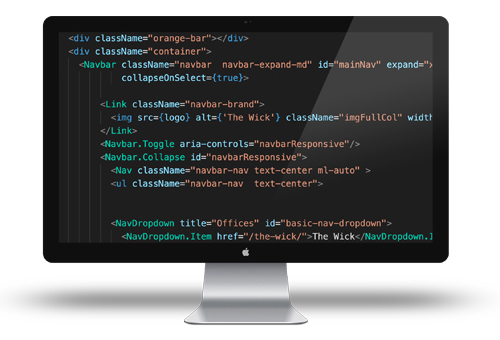 <div className="orange-bar"></div>
<div className="container">
<Navbar className="navbar  navbar-expand-md" id="mainNav" expand=
collapseOnSelect={true}>
<Link className="navbar-brand">
<img src={logo} alt={'The Wick'} className="imgFullCol" width
</Link>
<Navbar.Toggle aria-controls="navbarResponsive"/>
<Navbar.Collapse id="navbarResponsive">
<Nav className="navbar-nav text-center ml-auto" >
<ul className="navbar-nav  text-center">
<NavDropdown title="Offices" id="basic-nav-dropdown">
<NavDropdown.Item href="/the-wick/">The Wick</NavDropdown.I